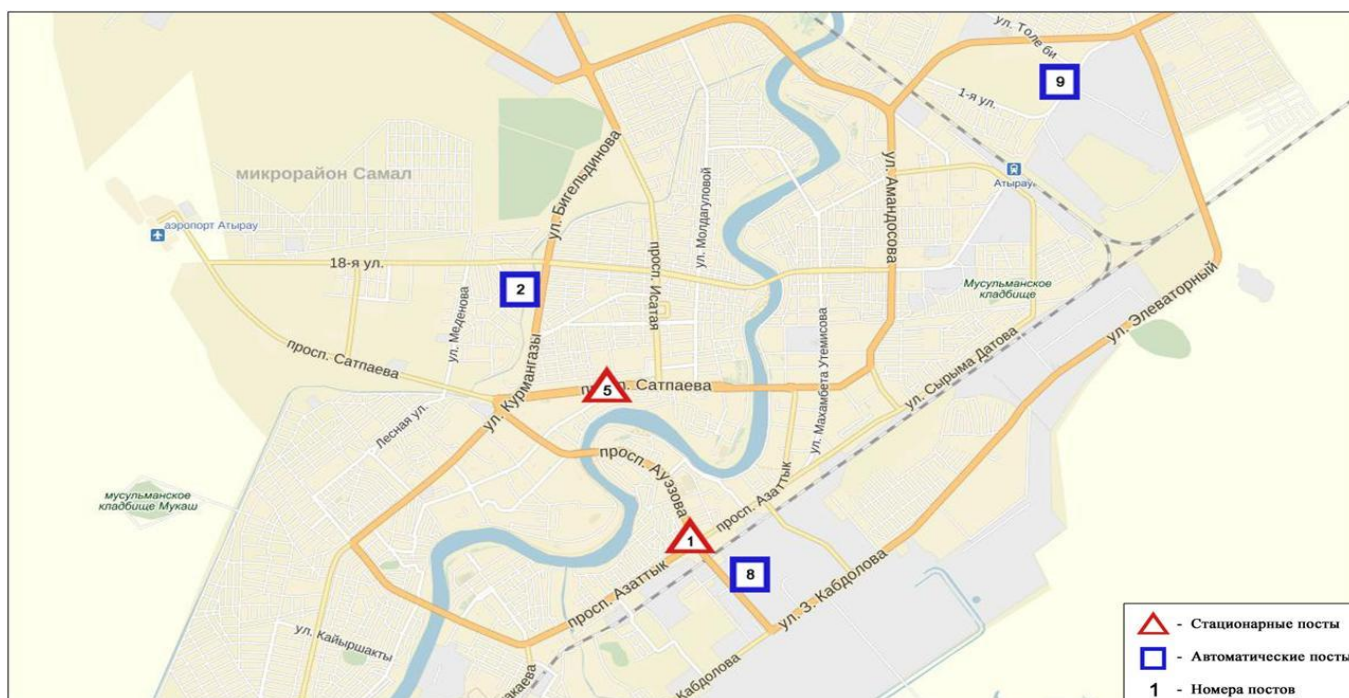 ул. Толе би
9
1-я ул.
ул. Бигельдинова
микрорайон Самал
Атырау
ул. Молдагуловой
ул. Амандосова
аэропорт Атырау
18-я ул.
2
просп. Исатая
Мусульманское
кладбище
ул. Элеваторный
ул. Меденова
просп. Сатпаева
ул. Курмангазы
ул. Махамбета Утемисова
ул. Сырыма Датова
5
просп. Сатпаева
Лесная ул.
просп. Ауэзова
просп. Азаттык
мусульманское
кладбище Мукаш
1
8
просп. Азаттык
ул. З. Кабдолова
ул. Кайыршакты
Кабдолова
- Стационарные посты
- Автоматические посты
1 - Номера постов